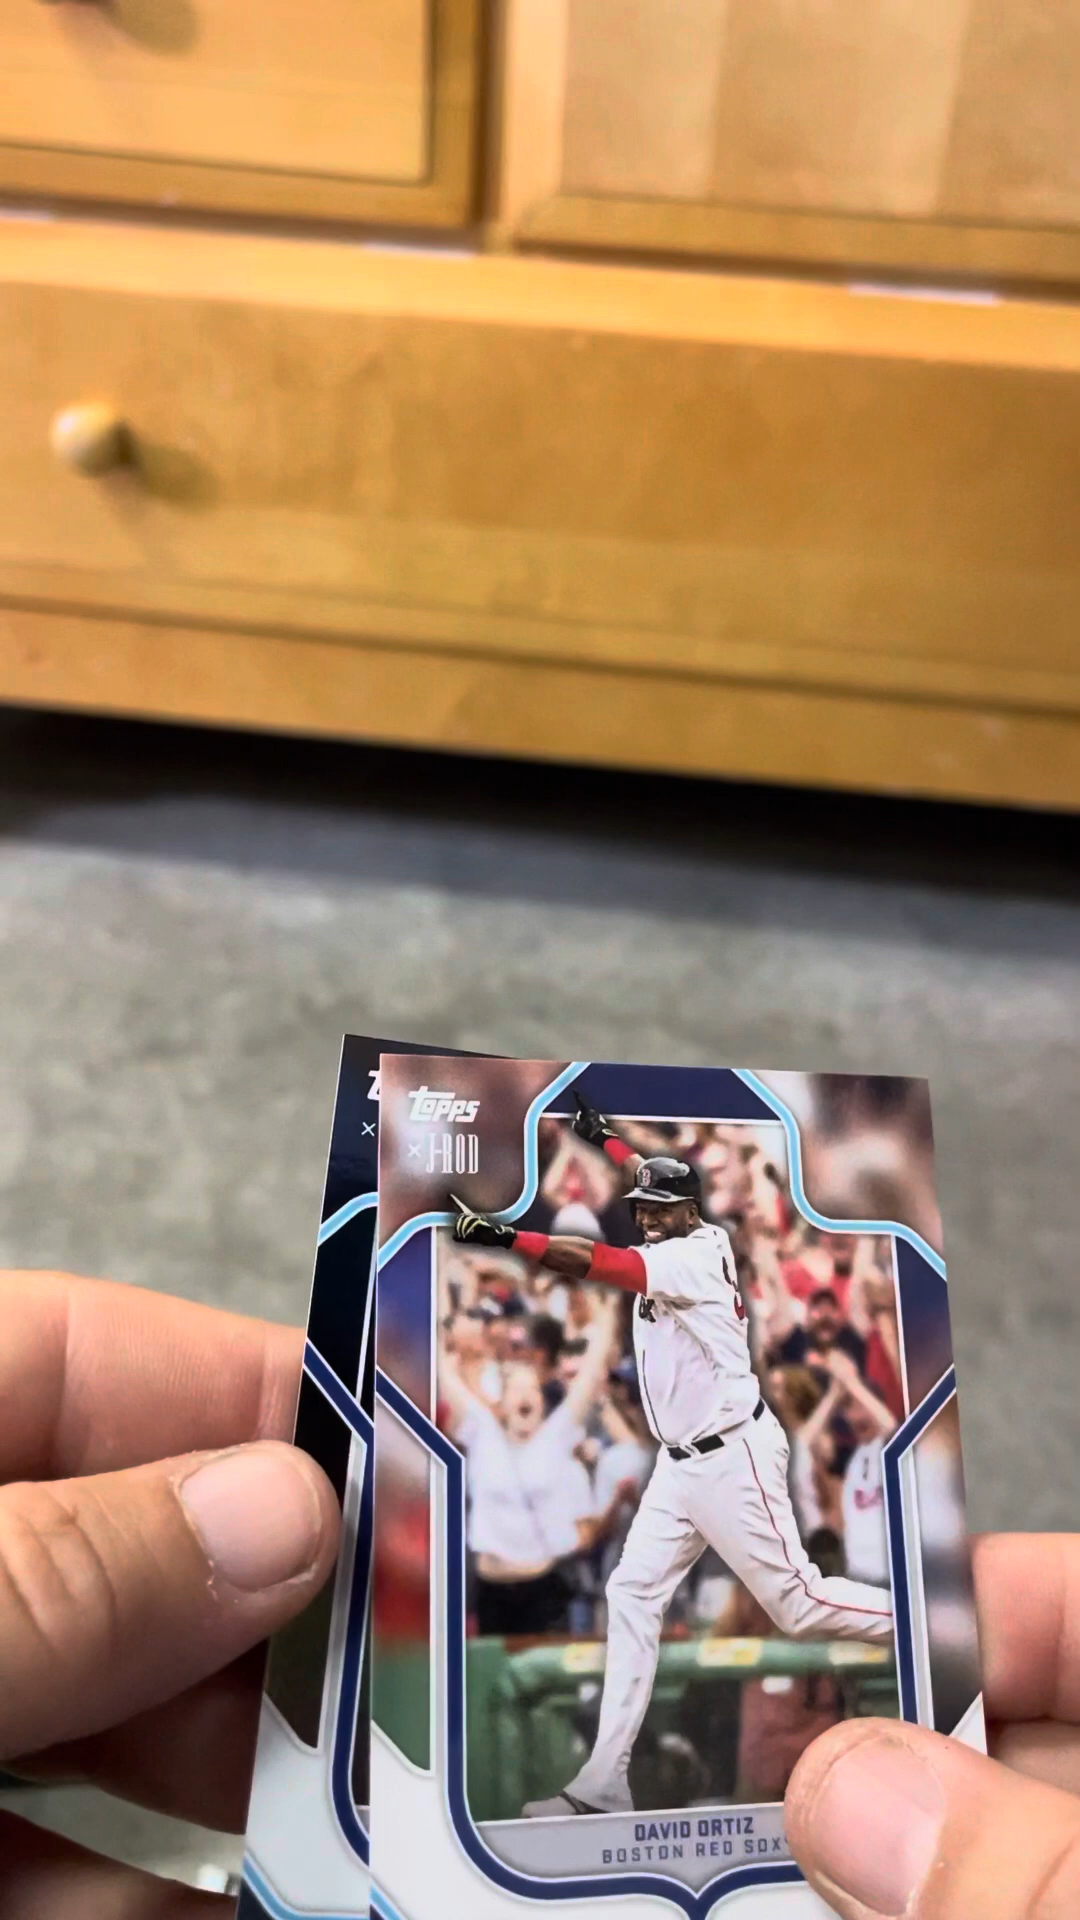 Topps
× J-ROD
×
DAVID ORTIZ
BOSTON RED SOX